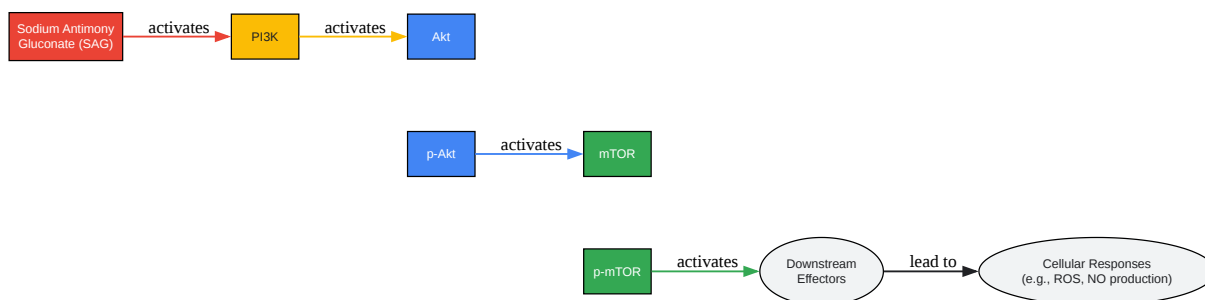 Sodium Antimony
Gluconate (SAG)
activates
PI3K
activates
Akt
p-Akt
activates
mTOR
p-mTOR
activates
Downstream
Effectors
lead to
Cellular Responses
(e.g., ROS, NO production)